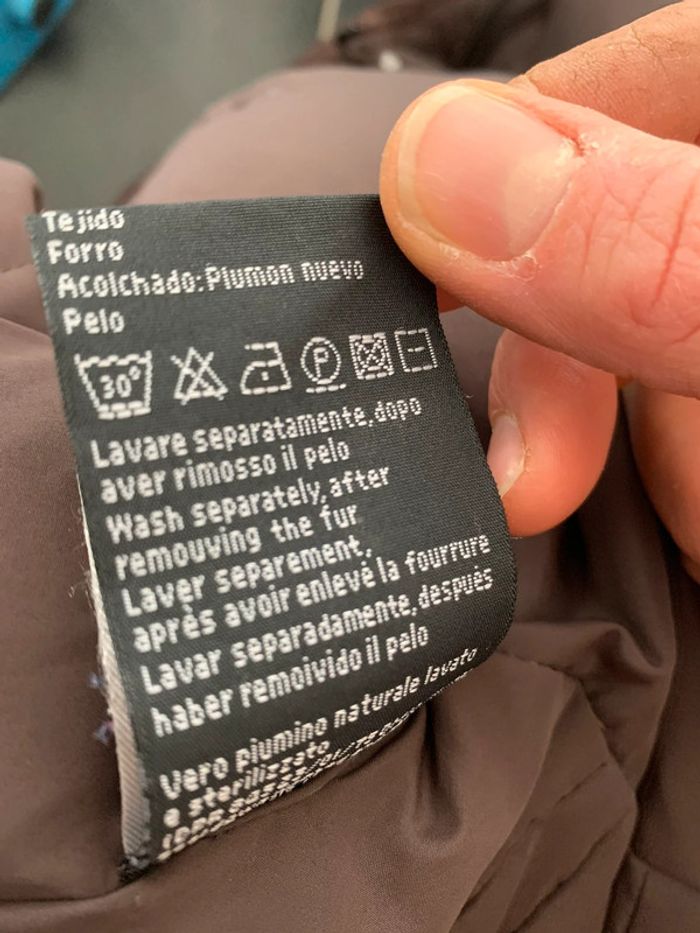 Tejido
Forro
Acolchado: Plumon nuevo
Pelo
30° P
Lavare separatamente, dopo
aver rimosso il pelo
Wash separately, after
remouving the fur
Laver separement,
après avoir enlevè la fourrure
Lavar separadamente, despuès
haber remoivido il pelo
Vero piumino naturale lavato
e sterilizzato